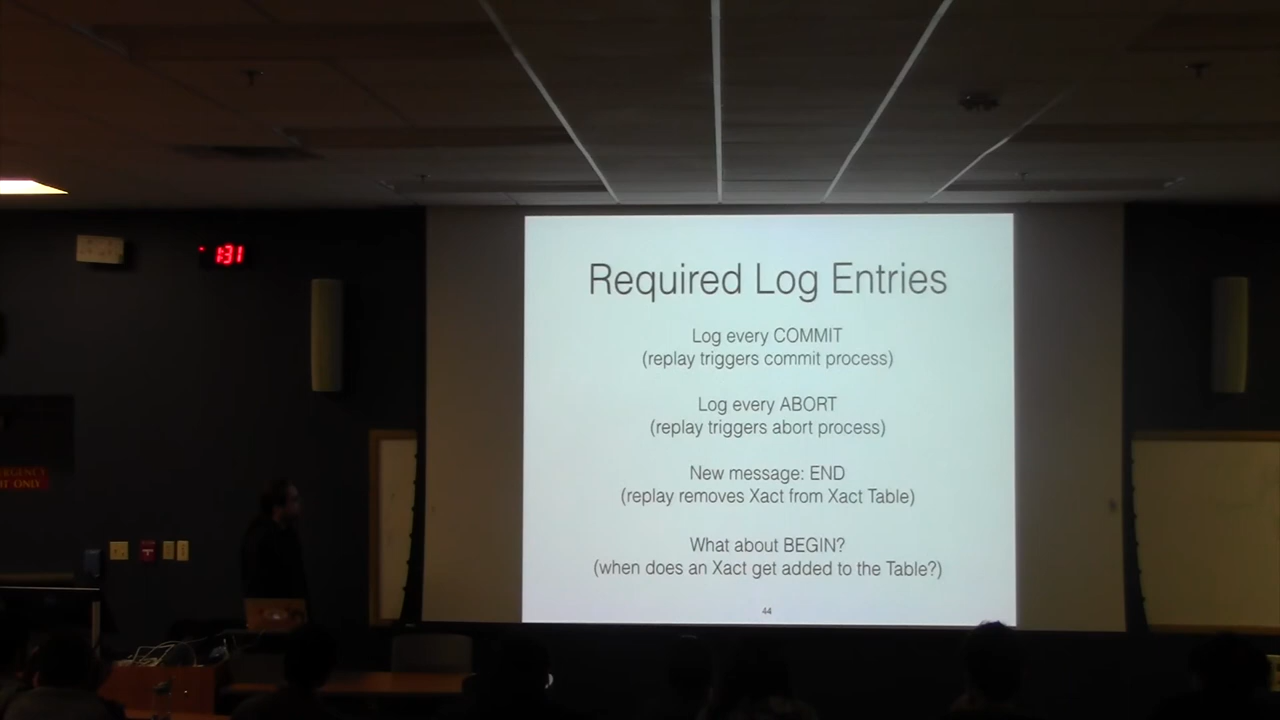 1:31
Required Log Entries
Log every COMMIT
(replay triggers commit process)
Log every ABORT
(replay triggers abort process)
New message: END
(replay removes Xact from Xact Table)
What about BEGIN?
(when does an Xact get added to the Table?)
44
ONLY